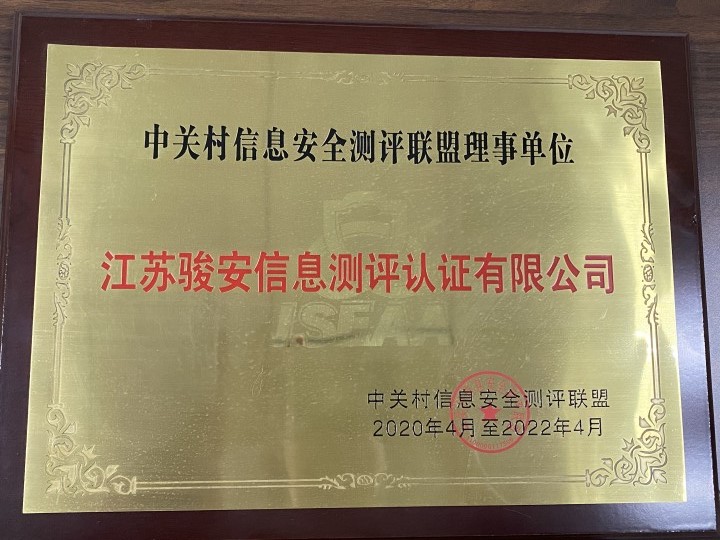 中关村信息安全测评联盟理事单位
江苏骏安信息测评认证有限公司
ISEAA
中关村信息安全测评联盟
2020年4月至2022年4月